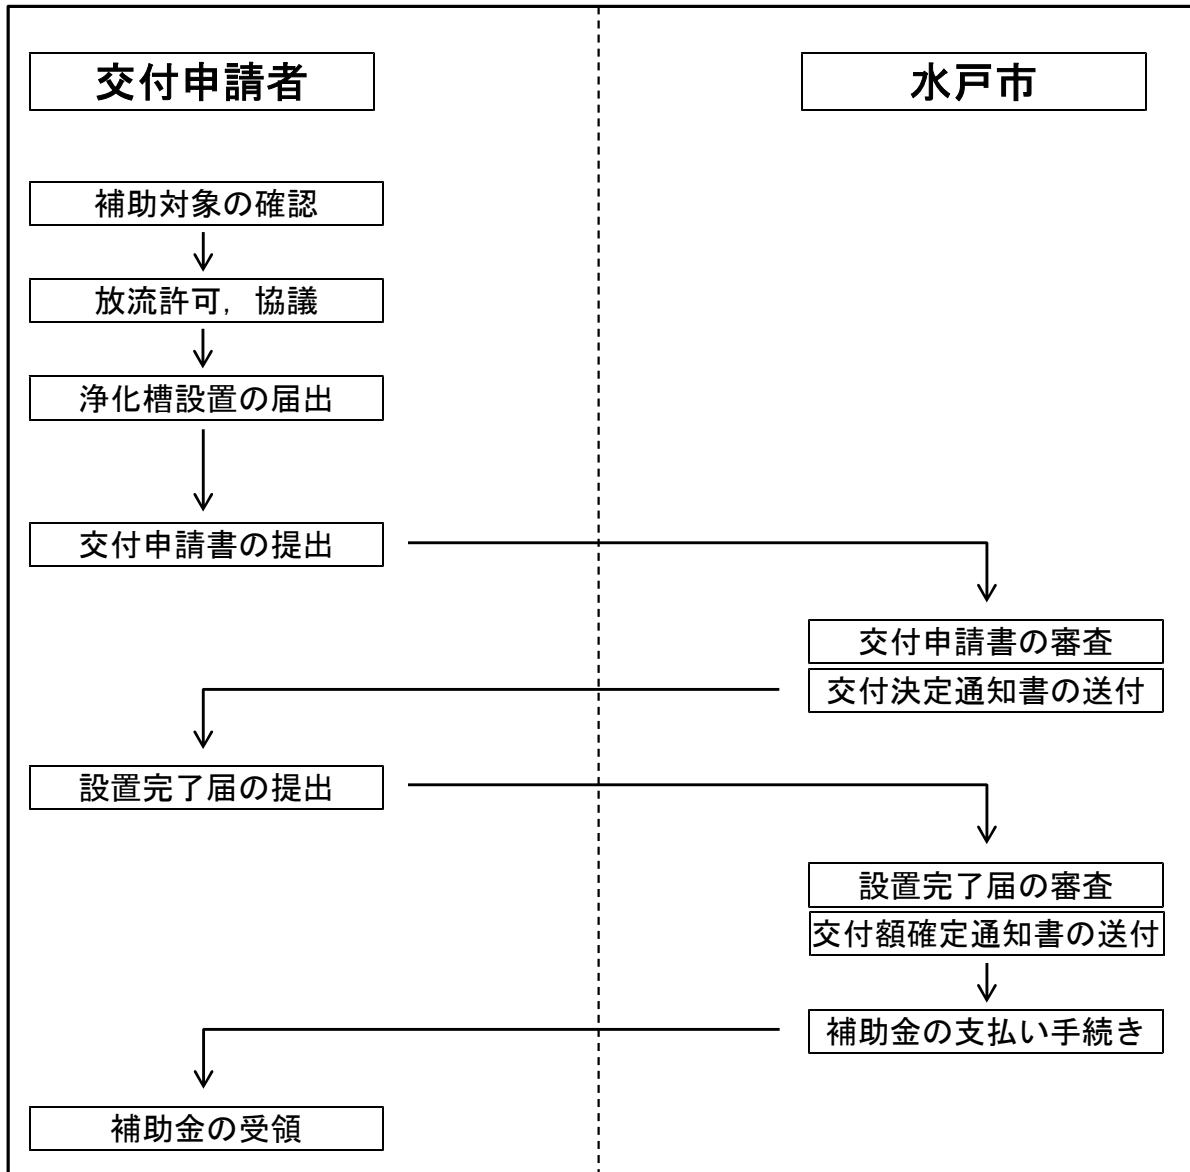 交付申請者
水戸市
補助対象の確認
放流許可，協議
浄化槽設置の届出
交付申請書の提出
交付申請書の審査
交付決定通知書の送付
設置完了届の提出
設置完了届の審査
交付額確定通知書の送付
補助金の支払い手続き
補助金の受領